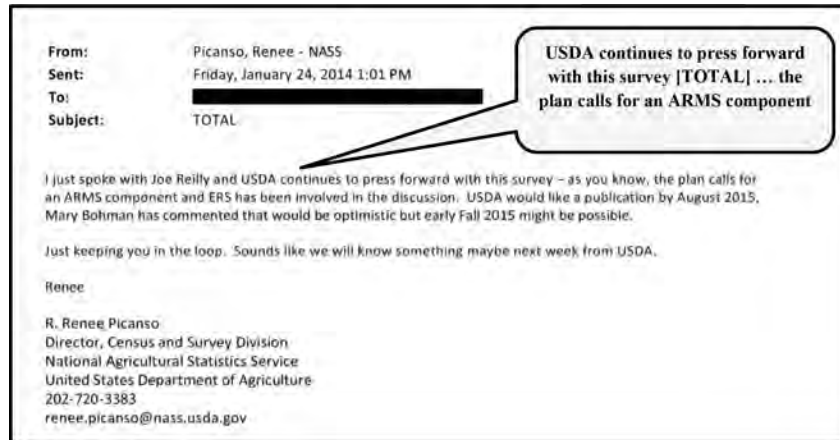 From: Picanso, Renee - NASS
Sent: Friday, January 24, 2014 1:01 PM
To:
Subject: TOTAL
USDA continues to press forward
with this survey [TOTAL] … the
plan calls for an ARMS component
I just spoke with Joe Reilly and USDA continues to press forward with this survey – as you know, the plan calls for
an ARMS component and ERS has been involved in the discussion. USDA would like a publication by August 2015,
Mary Bohman has commented that would be optimistic but early Fall 2015 might be possible.
Just keeping you in the loop. Sounds like we will know something maybe next week from USDA.
Renee
R. Renee Picanso
Director, Census and Survey Division
National Agricultural Statistics Service
United States Department of Agriculture
202-720-3383
renee.picanso@nass.usda.gov